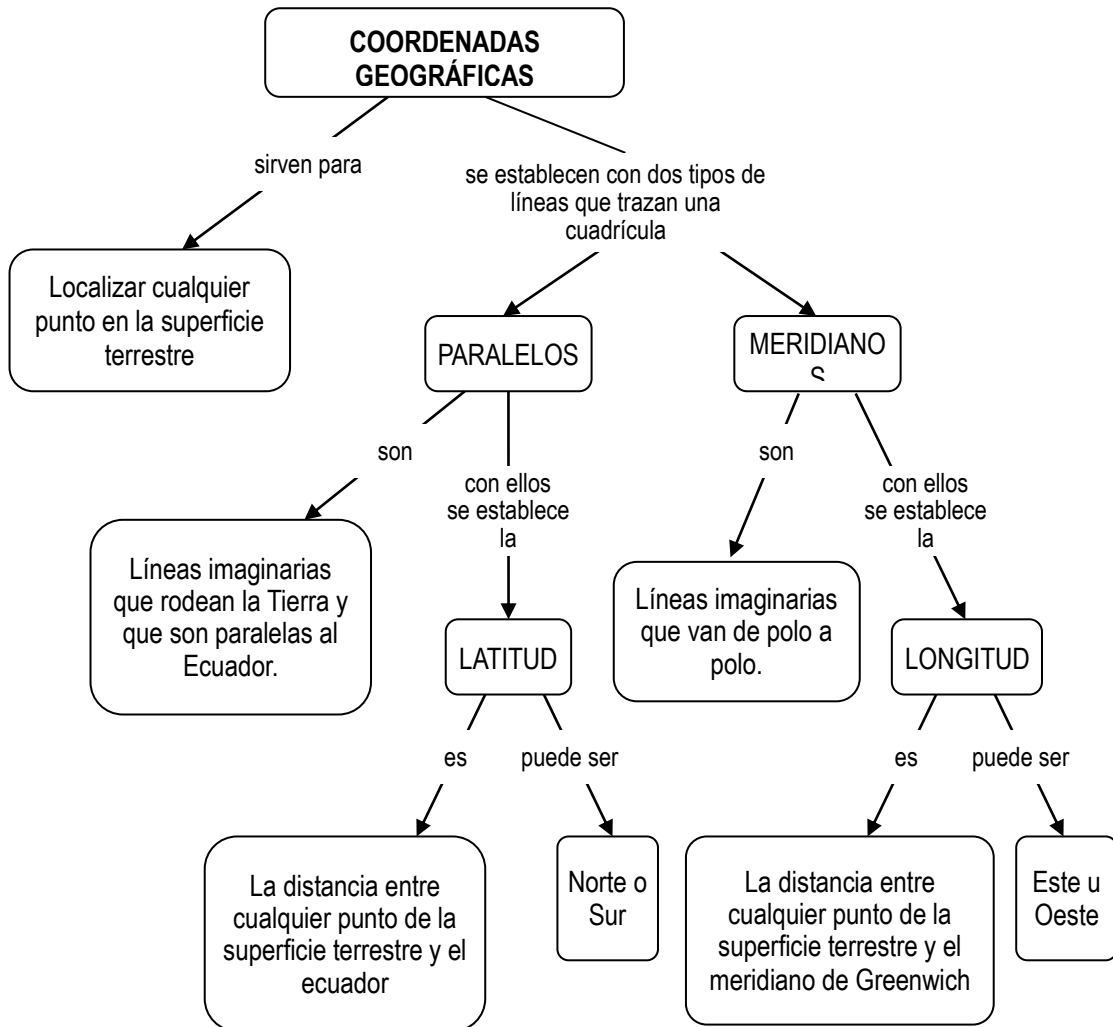 COORDENADAS
GEOGRÁFICAS
sirven para
se establecen con dos tipos de
líneas que trazan una
cuadrícula
Localizar cualquier
punto en la superficie
terrestre
PARALELOS
MERIDIANO
S
son
con ellos
se establece
la
son
con ellos
se establece
la
Líneas imaginarias
que rodean la Tierra y
que son paralelas al
Ecuador.
LATITUD
Líneas imaginarias
que van de polo a
polo.
LONGITUD
es
puede ser
es
puede ser
La distancia entre
cualquier punto de la
superficie terrestre y el
ecuador
Norte o
Sur
La distancia entre
cualquier punto de la
superficie terrestre y el
meridiano de Greenwich
Este u
Oeste